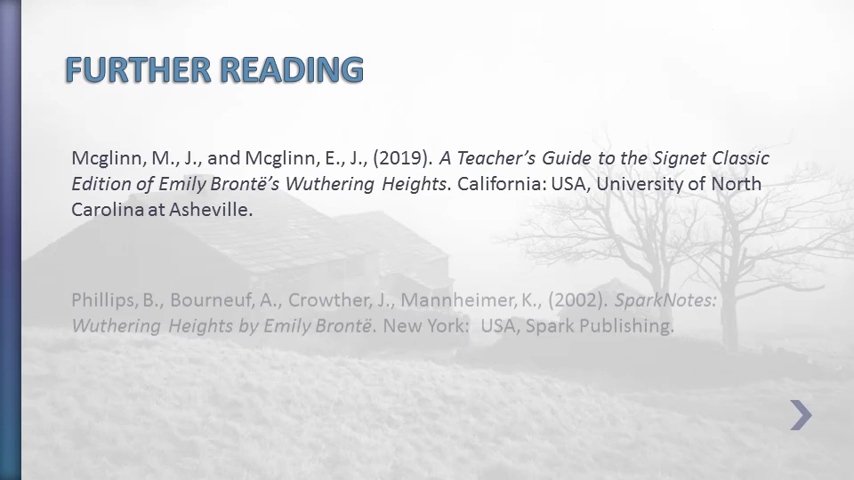 FURTHER READING
Mcglinn, M., J., and Mcglinn, E., J., (2019). A Teacher’s Guide to the Signet Classic
Edition of Emily Brontë’s Wuthering Heights. California: USA, University of North
Carolina at Asheville.
Phillips, B., Bourneuf, A., Crowther, J., Mannheimer, K., (2002). SparkNotes:
Wuthering Heights by Emily Brontë. New York:  USA, Spark Publishing.